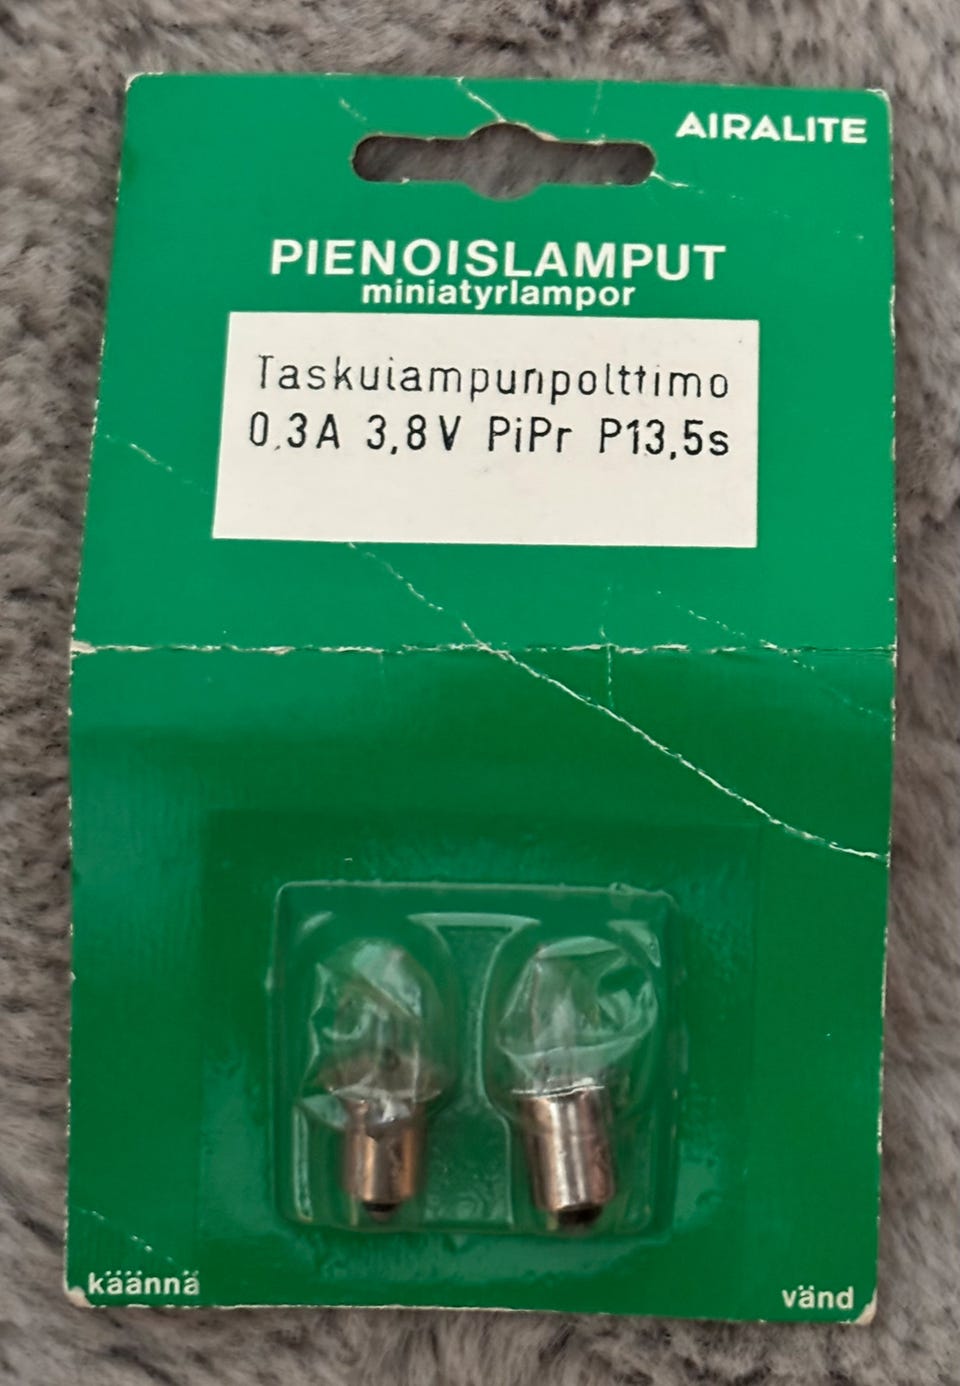 AIRALITE
PIENOISLAMPUT
miniatyrlampor
Taskulampunpolttimo
0,3A 3,8V PiPr P13,5s
käännä
vänd